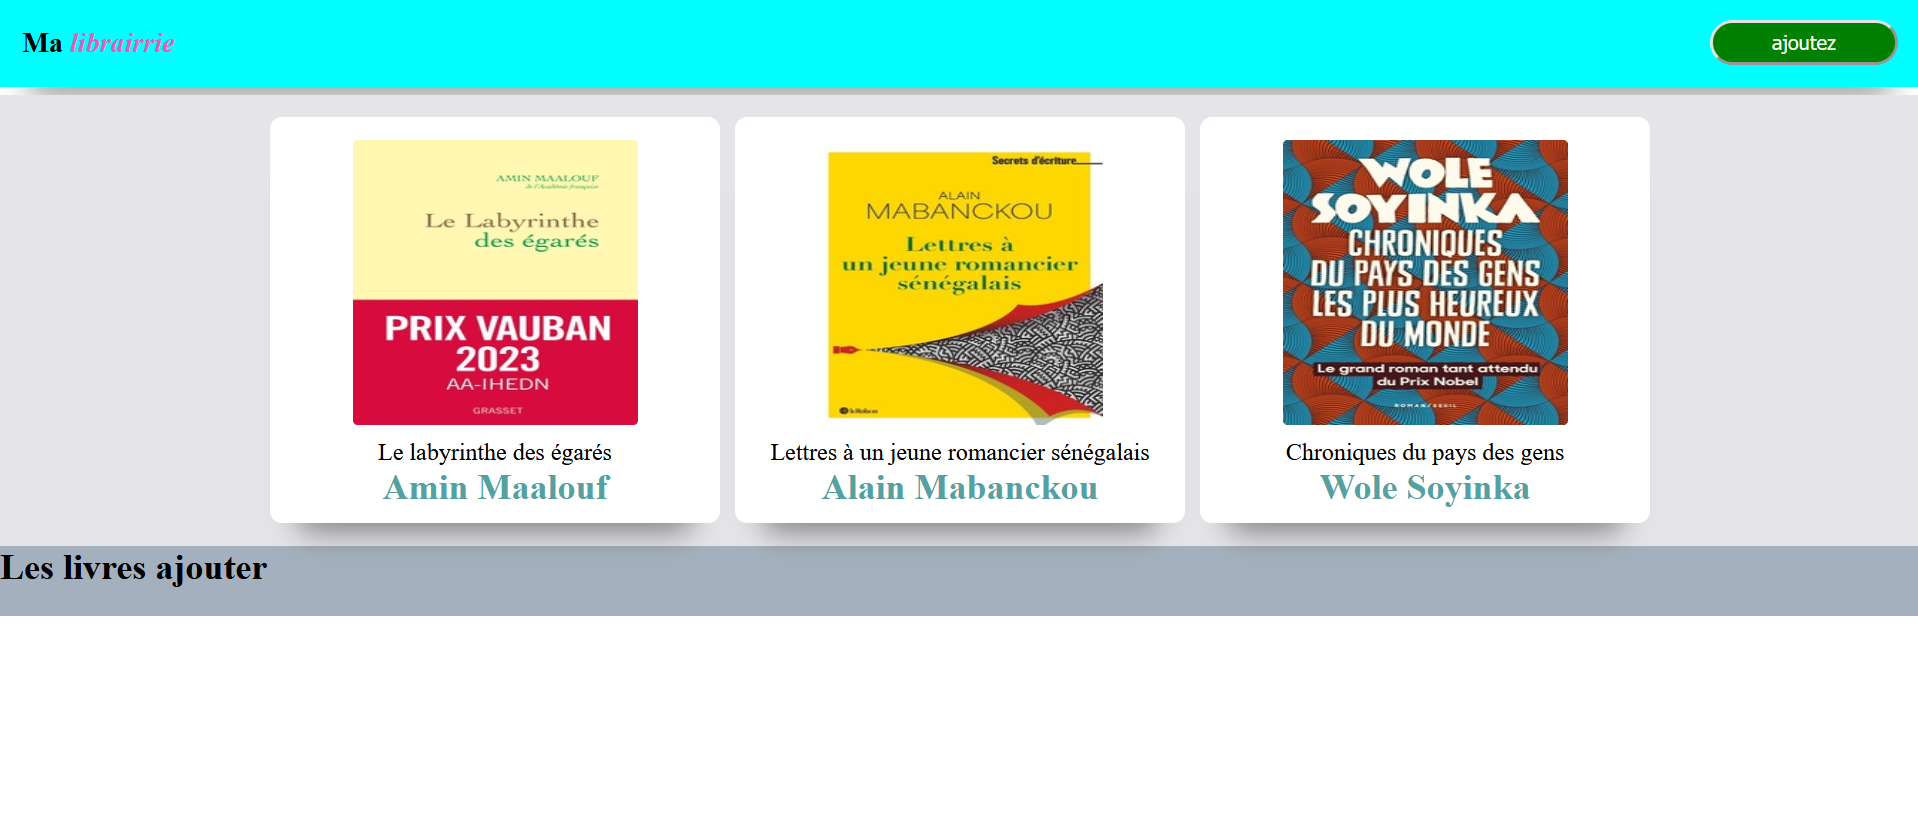 Ma librairrie
ajoutez
AMIN MAALOUF
de l'Académie française
Le Labyrinthe
des égarés
PRIX VAUBAN
2023
AA-IHEDN
GRASSET
Le labyrinthe des égarés
Amin Maalouf
Secrets d'écriture
ALAIN
MABANCKOU
Lettres à
un jeune romancier
sénégalais
le Robert
Lettres à un jeune romancier sénégalais
Alain Mabanckou
WOLE
SOYINKA
CHRONIQUES
DU PAYS DES GENS
LES PLUS HEUREUX
DU MONDE
Le grand roman tant attendu
du Prix Nobel
ROMAN/SEUIL
Chroniques du pays des gens
Wole Soyinka
Les livres ajouter